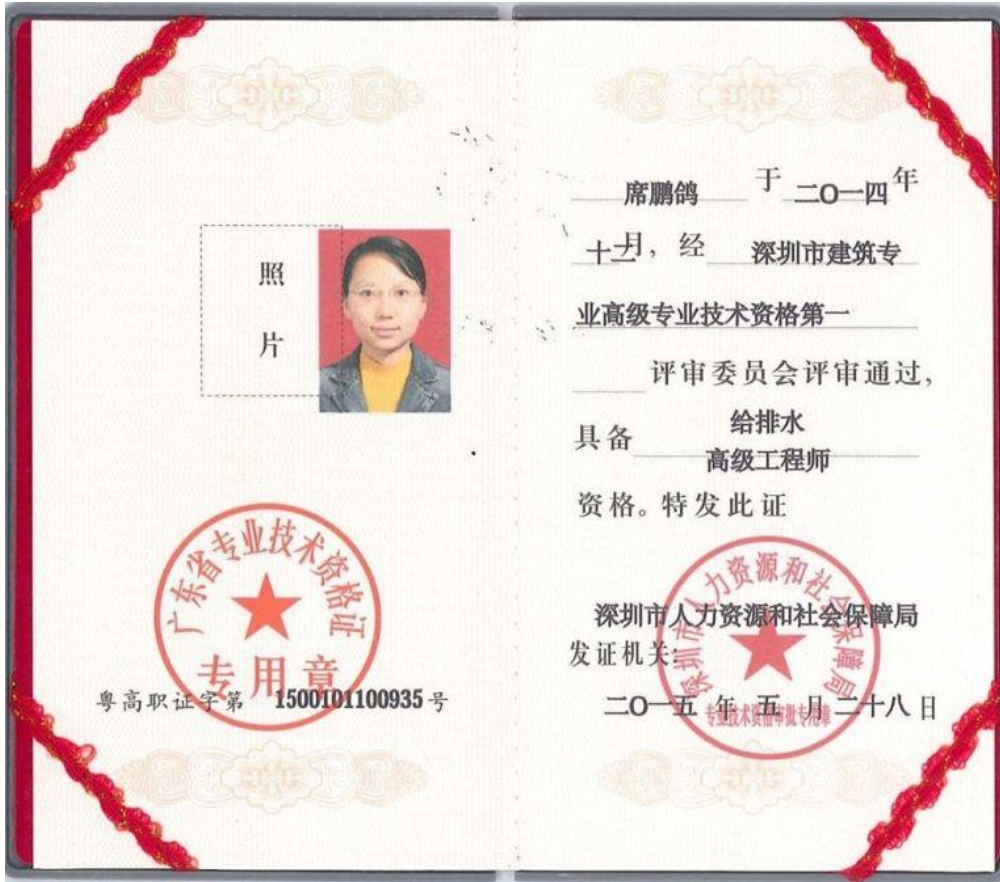 照
片
广东省专业技术资格证
专用章
粤高职证字第 1500101100935 号
席鹏鸽 于 二O一四 年
十二月，经 深圳市建筑专
业高级专业技术资格第一
评审委员会评审通过，
具备 给排水
高级工程师
资格。特发此证
深圳市人力资源和社会保障局
深圳市人力资源和社会保障局
发证机关：
二O一五 年 五 月 二十八 日
专业技术资格审批专用章